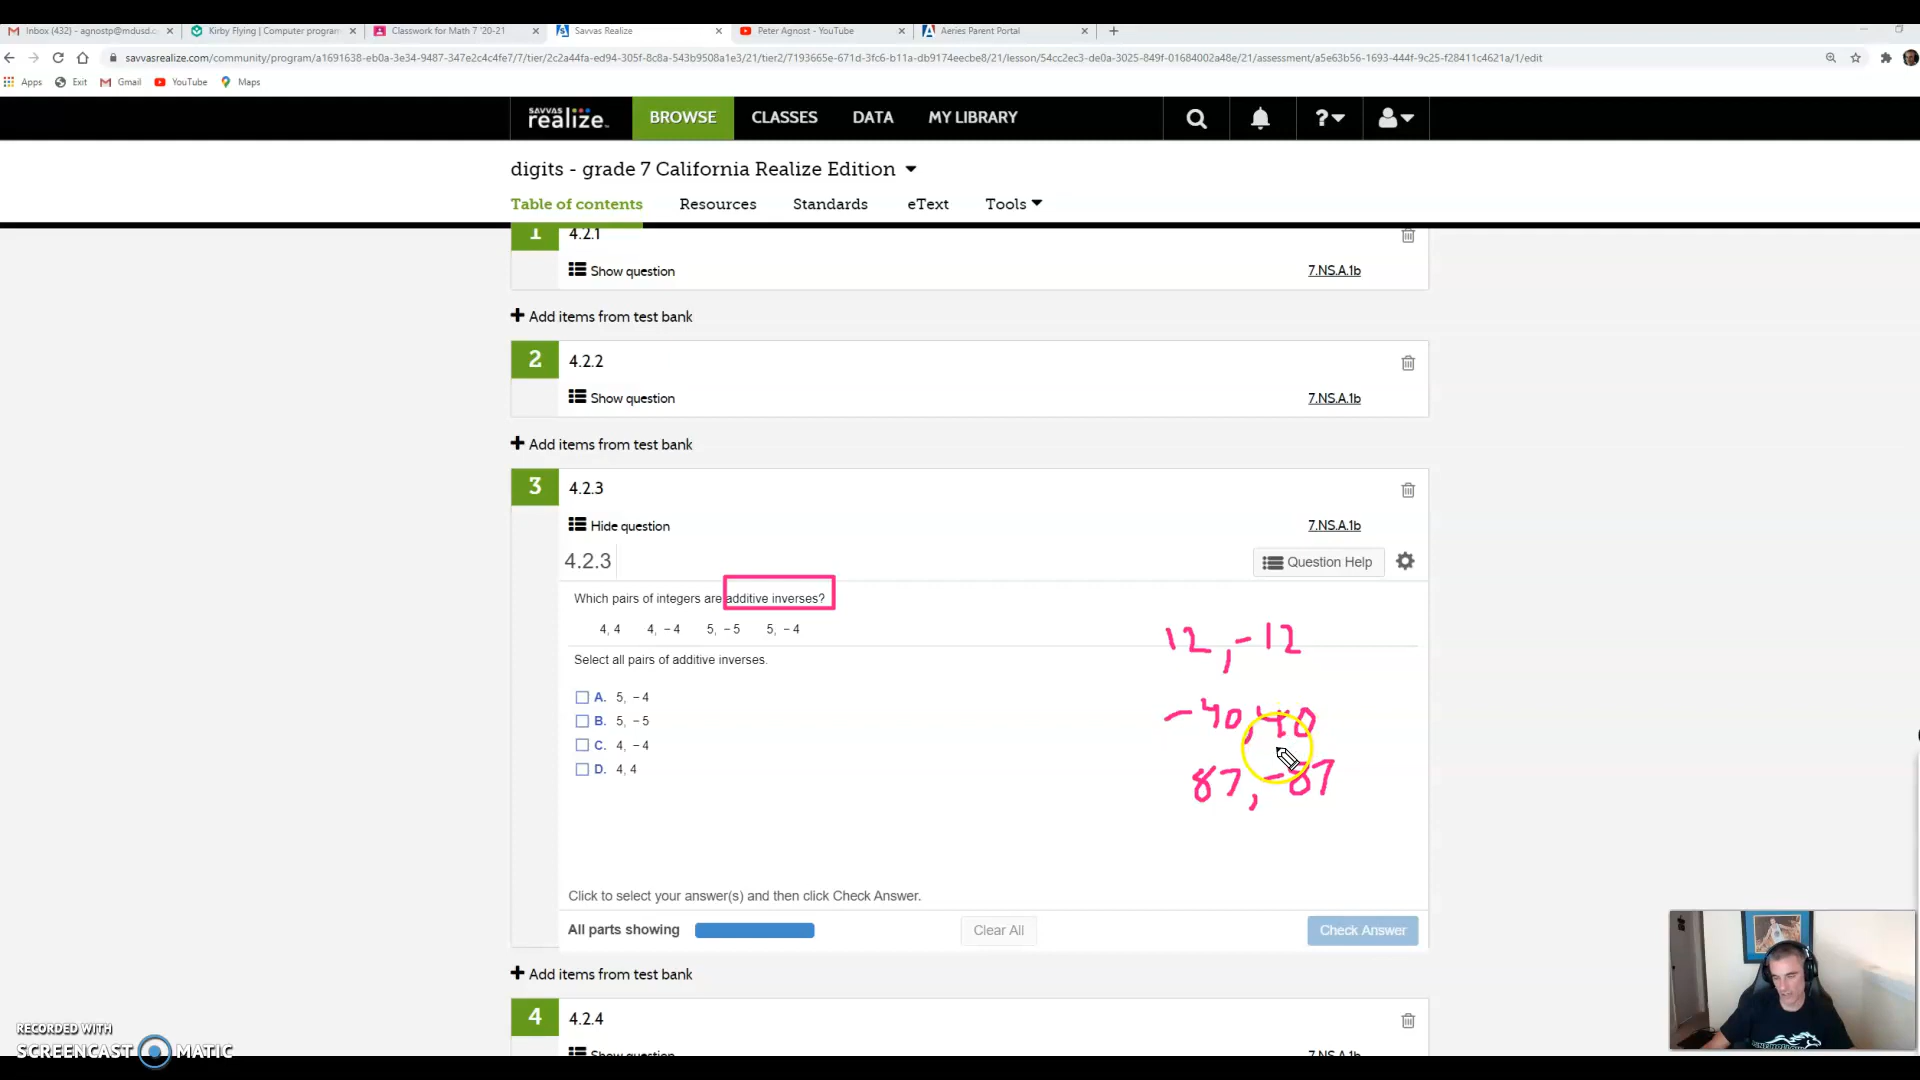 Inbox (432) - agnostp@mdusd.c
Kirby Flying | Computer program
Classwork for Math 7 '20-21
Savvas Realize
Peter Agnost - YouTube
Aeries Parent Portal
savvasrealize.com/community/program/a1691638-eb0a-3e34-9487-347e2c4c4fe7/7/tier/2c2a44fa-ed94-305f-8c8a-543b9508a1e3/21/tier2/7193665e-671d-3fc6-b11a-db9174eecbe8/21/lesson/54cc2ec3-de0a-3025-849f-01684002a48e/21/assessment/a5e63b56-1693-444f-9c25-f28411c4621a/1/edit
Apps Exit Gmail YouTube Maps
SAVVAS realize. BROWSE CLASSES DATA MY LIBRARY ?
digits - grade 7 California Realize Edition
Table of contents Resources Standards eText Tools
1 4.2.1
Show question 7.NS.A.1b
Add items from test bank
2 4.2.2
Show question 7.NS.A.1b
Add items from test bank
3 4.2.3
Hide question 7.NS.A.1b
4.2.3 Question Help
Which pairs of integers are additive inverses?
4, 4 4, −4 5, −5 5, −4
12, -12
Select all pairs of additive inverses.
A. 5, −4
-40, 40
B. 5, −5
C. 4, −4
D. 4, 4
87, -87
Click to select your answer(s) and then click Check Answer.
All parts showing Clear All Check Answer
Add items from test bank
4 4.2.4
Show question 7.NS.A.1b
RECORDED WITH
SCREENCAST MATIC